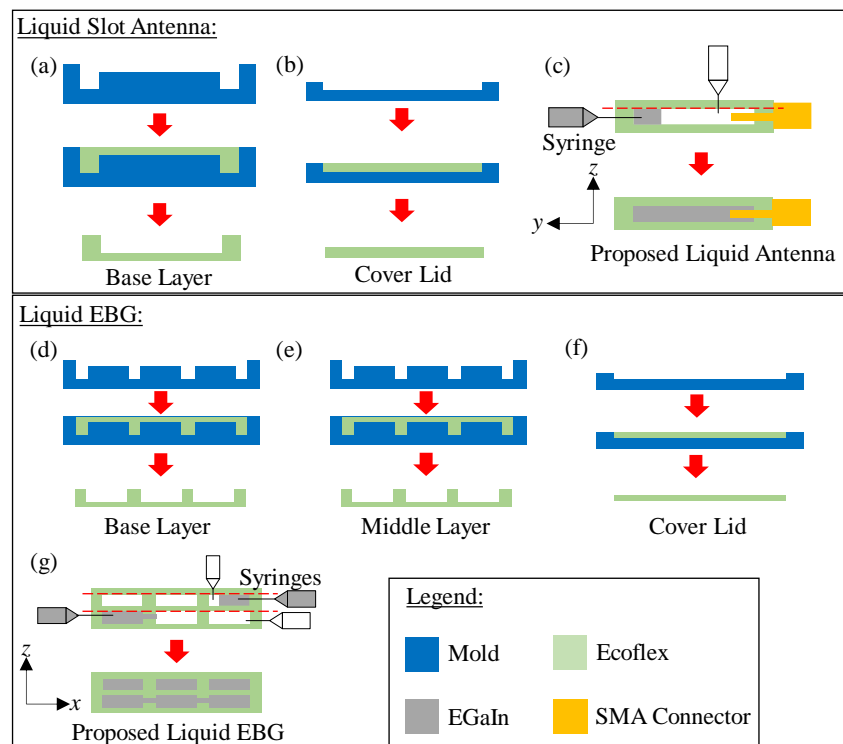 Liquid Slot Antenna:
(a)
(b)
(c)
Syringe
z
y
Base Layer
Cover Lid
Proposed Liquid Antenna
Liquid EBG:
(d)
(e)
(f)
Base Layer
Middle Layer
Cover Lid
(g)
Syringes
z
x
Proposed Liquid EBG
Legend:
Mold
Ecoflex
EGaIn
SMA Connector